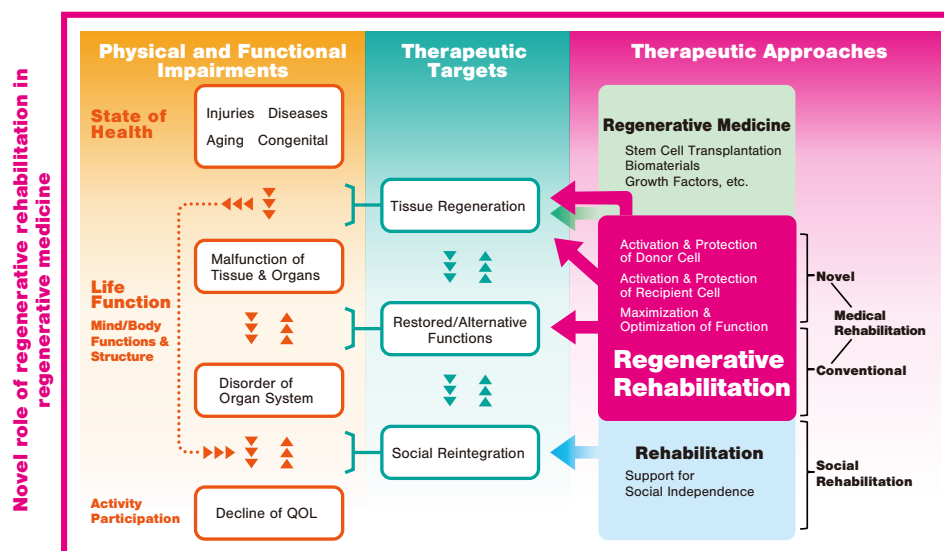 Novel role of regenerative rehabilitation in
regenerative medicine
Physical and Functional
Impairments
State of
Health
Injuries Diseases
Aging Congenital
Malfunction of
Tissue & Organs
Life
Function
Mind/Body
Functions &
Structure
Disorder of
Organ System
Activity
Participation
Decline of QOL
Therapeutic
Targets
Tissue Regeneration
Restored/Alternative
Functions
Social Reintegration
Therapeutic Approaches
Regenerative Medicine
Stem Cell Transplantation
Biomaterials
Growth Factors, etc.
Activation & Protection
of Donor Cell
Activation & Protection
of Recipient Cell
Maximization &
Optimization of Function
Regenerative
Rehabilitation
Rehabilitation
Support for
Social Independence
Novel
Medical
Rehabilitation
Conventional
Social
Rehabilitation